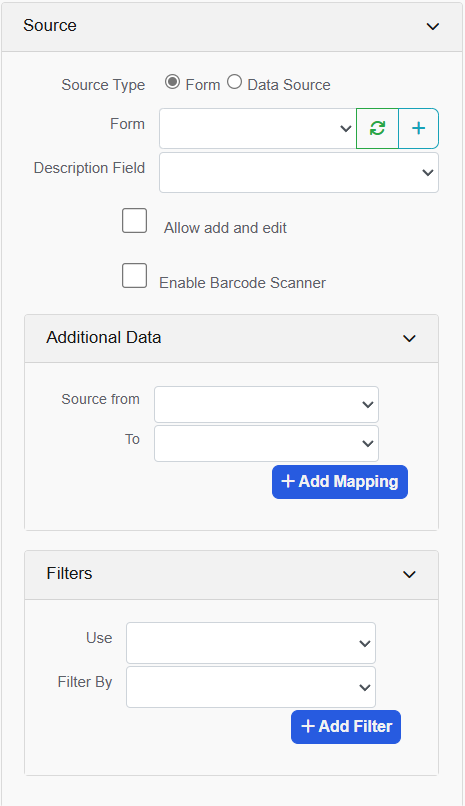 Source
Source Type Form Data Source
Form
Description Field
Allow add and edit
Enable Barcode Scanner
Additional Data
Source from
To
+ Add Mapping
Filters
Use
Filter By
+ Add Filter